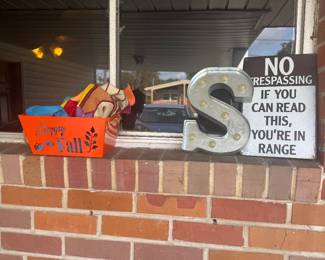 Happy
Fall
S
NO
TRESPASSING
IF YOU
CAN READ
THIS,
YOU'RE IN
RANGE